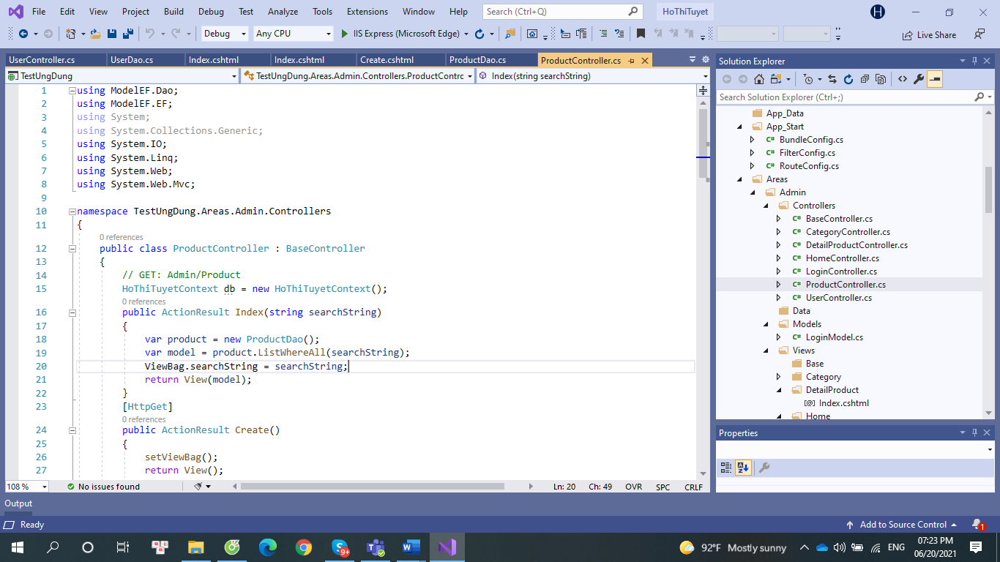 File Edit View Project Build Debug Test Analyze Tools Extensions Window Help Search (Ctrl+Q) HoThiTuyet H
Debug Any CPU IIS Express (Microsoft Edge) Live Share
UserController.cs UserDao.cs Index.cshtml Index.cshtml Create.cshtml ProductDao.cs ProductController.cs
TestUngDung TestUngDung.Areas.Admin.Controllers.ProductContrc Index(string searchString)
1 using ModelEF.Dao;
2 using ModelEF.EF;
3 using System;
4 using System.Collections.Generic;
5 using System.IO;
6 using System.Linq;
7 using System.Web;
8 using System.Web.Mvc;
9
10 namespace TestUngDung.Areas.Admin.Controllers
11 {
0 references
12 public class ProductController : BaseController
13 {
14 // GET: Admin/Product
15 HoThiTuyetContext db = new HoThiTuyetContext();
0 references
16 public ActionResult Index(string searchString)
17 {
18 var product = new ProductDao();
19 var model = product.ListWhereAll(searchString);
20 ViewBag.searchString = searchString;
21 return View(model);
22 }
23 [HttpGet]
0 references
24 public ActionResult Create()
25 {
26 setViewBag();
27 return View();
108 % No issues found Ln: 20 Ch: 49 OVR SPC CRLF
Solution Explorer
Search Solution Explorer (Ctrl+;)
App_Data
App_Start
C# BundleConfig.cs
C# FilterConfig.cs
C# RouteConfig.cs
Areas
Admin
Controllers
C# BaseController.cs
C# CategoryController.cs
C# DetailProductController.cs
C# HomeController.cs
C# LoginController.cs
C# ProductController.cs
C# UserController.cs
Data
Models
C# LoginModel.cs
Views
Base
Category
DetailProduct
[@] Index.cshtml
Home
Properties
Output
Ready Add to Source Control 1
9+ 92°F Mostly sunny ENG 07:23 PM
06/20/2021